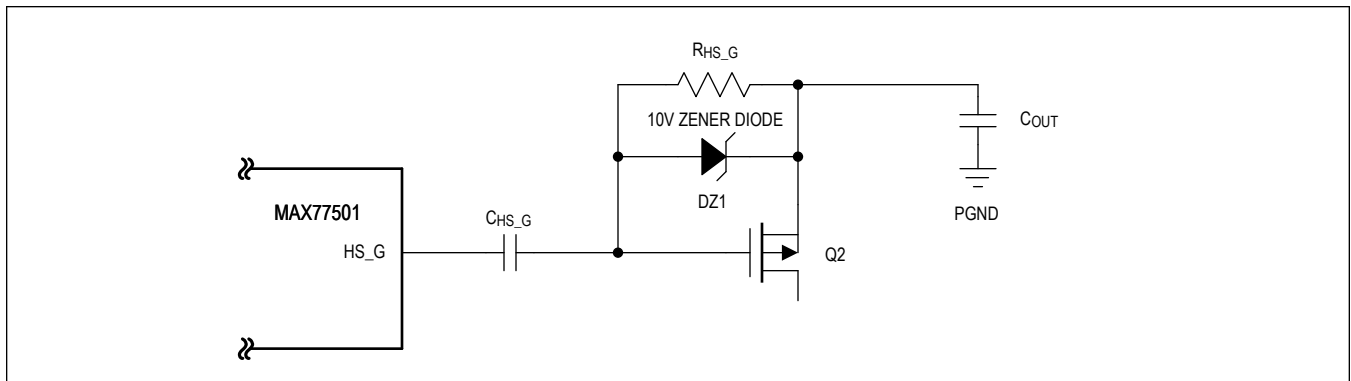 RHS_G
10V ZENER DIODE
COUT
DZ1
MAX77501
CHS_G
PGND
HS_G
Q2